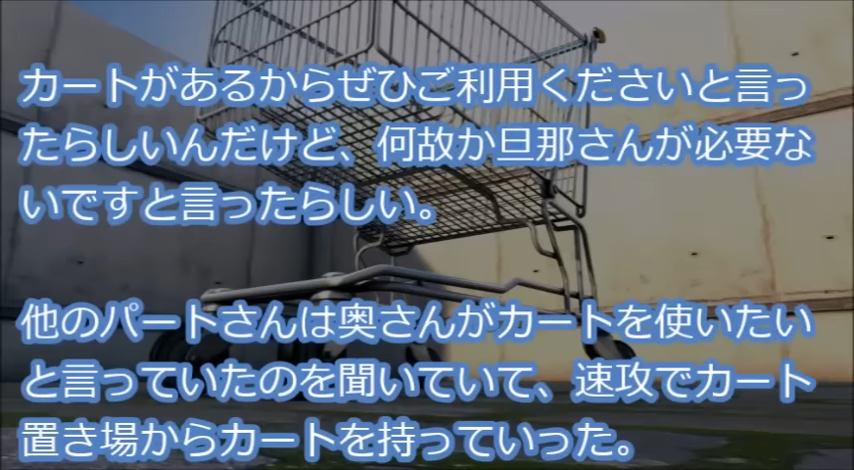 カートがあるからぜひご利用くださいと言っ
たらしいんだけど、何故か旦那さんが必要な
いですと言ったらしい。
他のパートさんは奥さんがカートを使いたい
と言っていたのを聞いていて、速攻でカート
置き場からカートを持っていった。